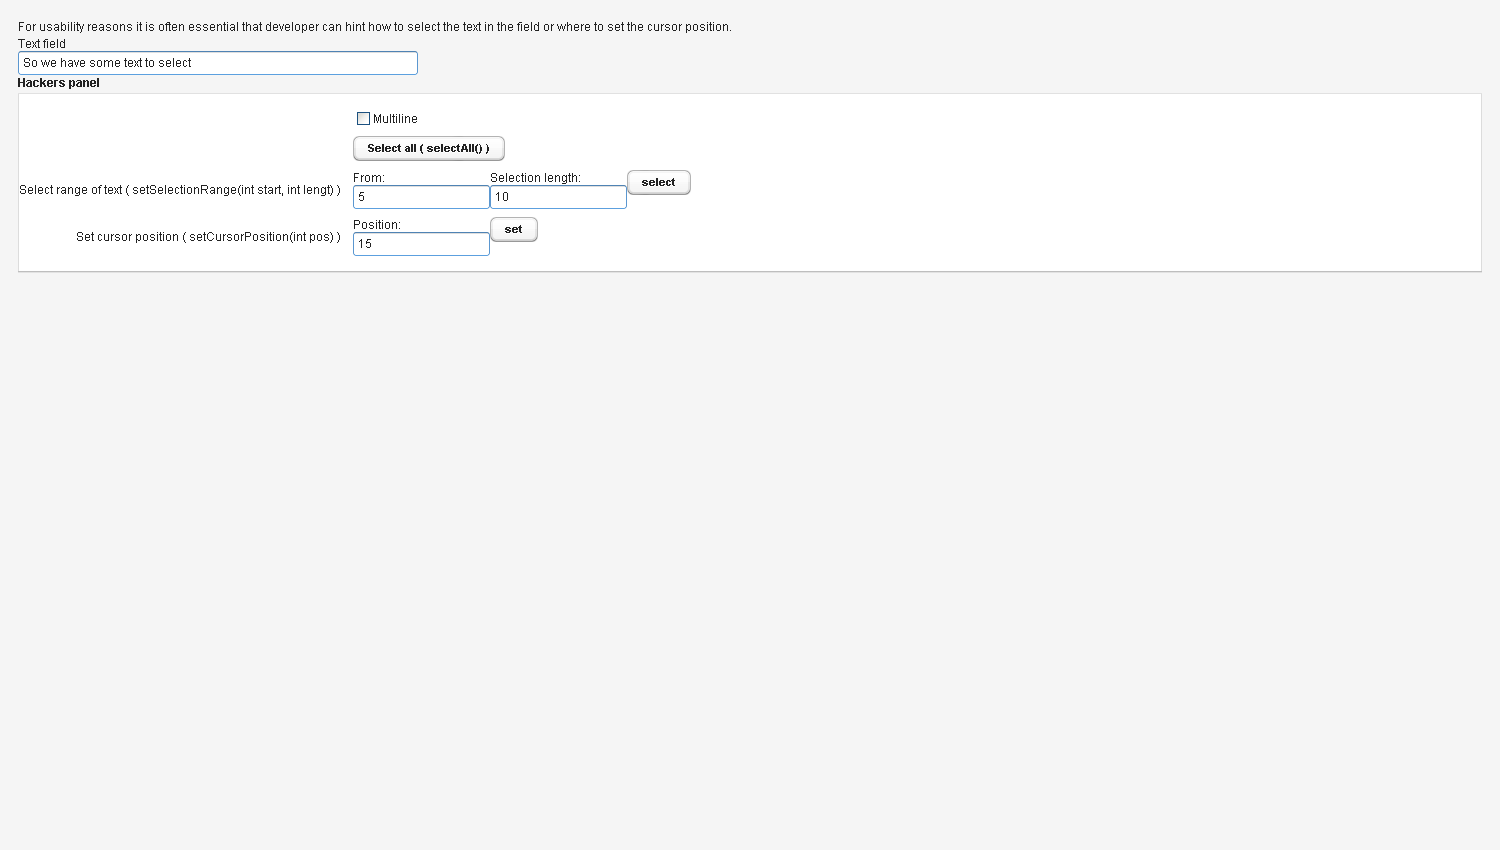 For usability reasons it is often essential that developer can hint how to select the text in the field or where to set the cursor position.
Text field
So we have some text to select
Hackers panel
Multiline
Select all ( selectAll() )
Select range of text ( setSelectionRange(int start, int lengt) )
From:
5
Selection length:
10
select
Set cursor position ( setCursorPosition(int pos) )
Position:
15
set